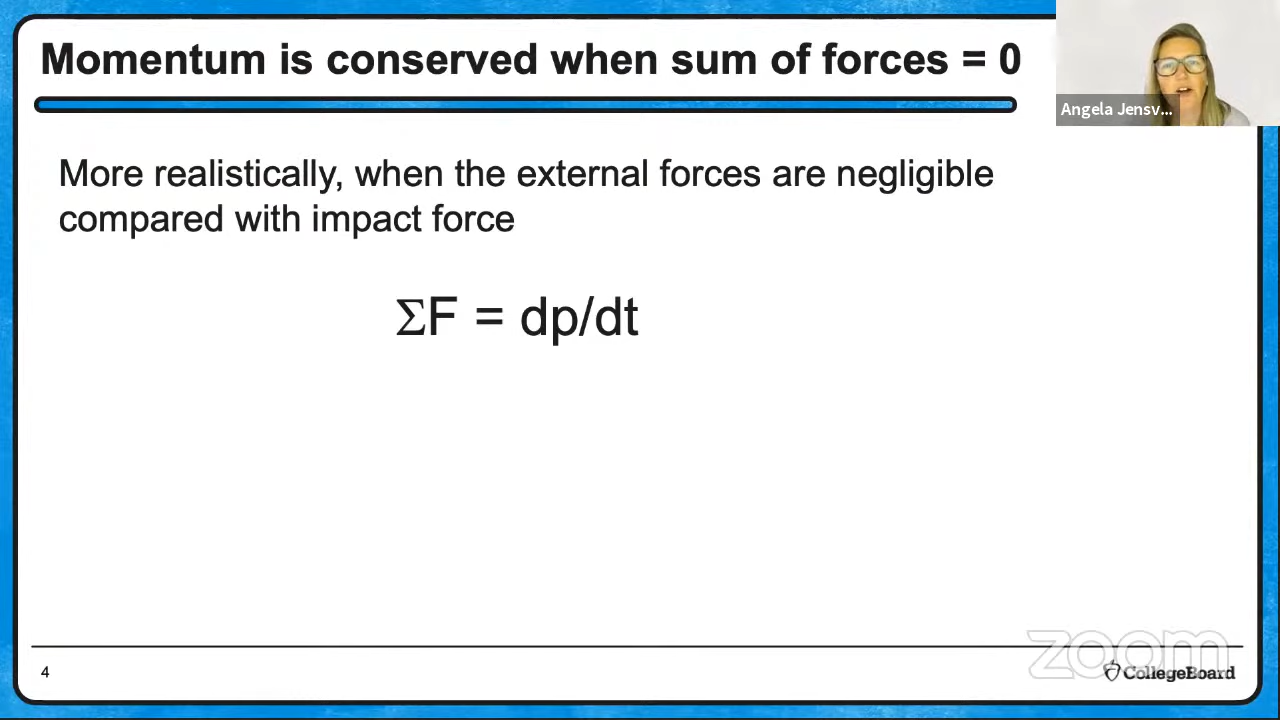 Momentum is conserved when sum of forces = 0
Angela Jensv...
More realistically, when the external forces are negligible
compared with impact force
ΣF = dp/dt
zoom
4
CollegeBoard